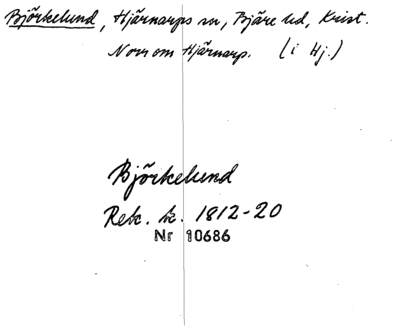 Björkelund, Hjärnarps sn, Bjäre hd, Krist.
Norr om Hjärnarp. (i Hj.)
Björkelund
Rek. k. 1812-20
Nr 10686